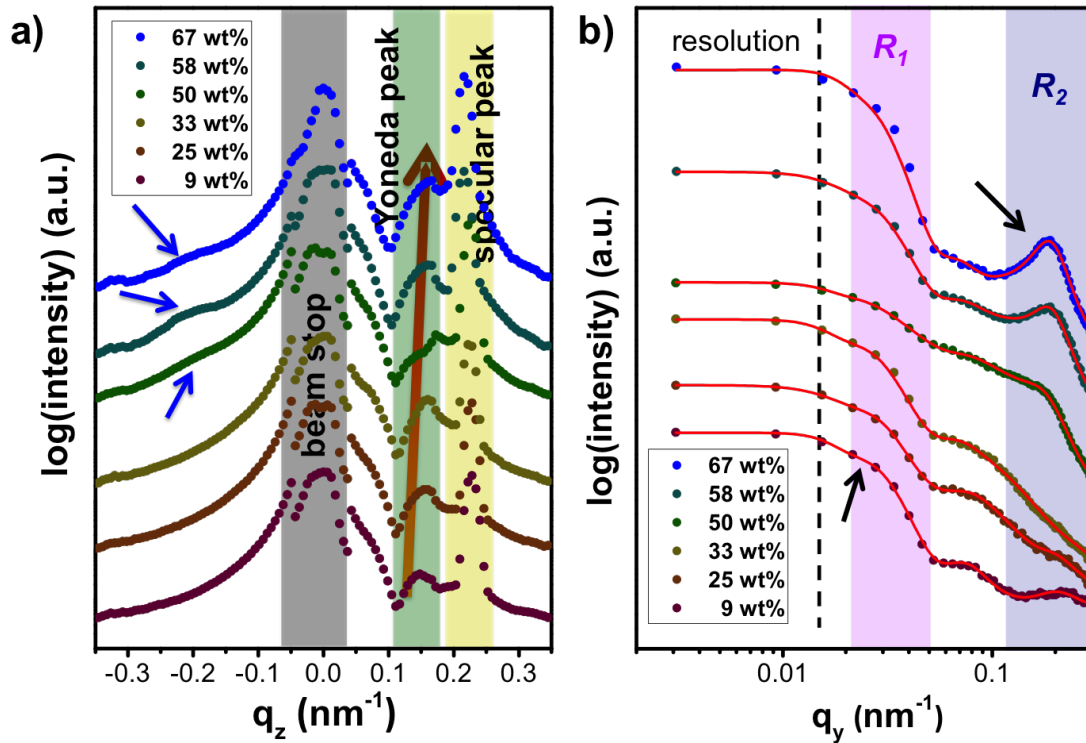 a)
67 wt%
58 wt%
50 wt%
33 wt%
25 wt%
9 wt%
beam stop
Yoneda peak
specular peak
log(intensity) (a.u.)
-0.3 -0.2 -0.1 0.0 0.1 0.2 0.3
q_z (nm⁻¹)
b)
resolution
R_1
R_2
67 wt%
58 wt%
50 wt%
33 wt%
25 wt%
9 wt%
log(intensity) (a.u.)
0.01 0.1
q_y (nm⁻¹)